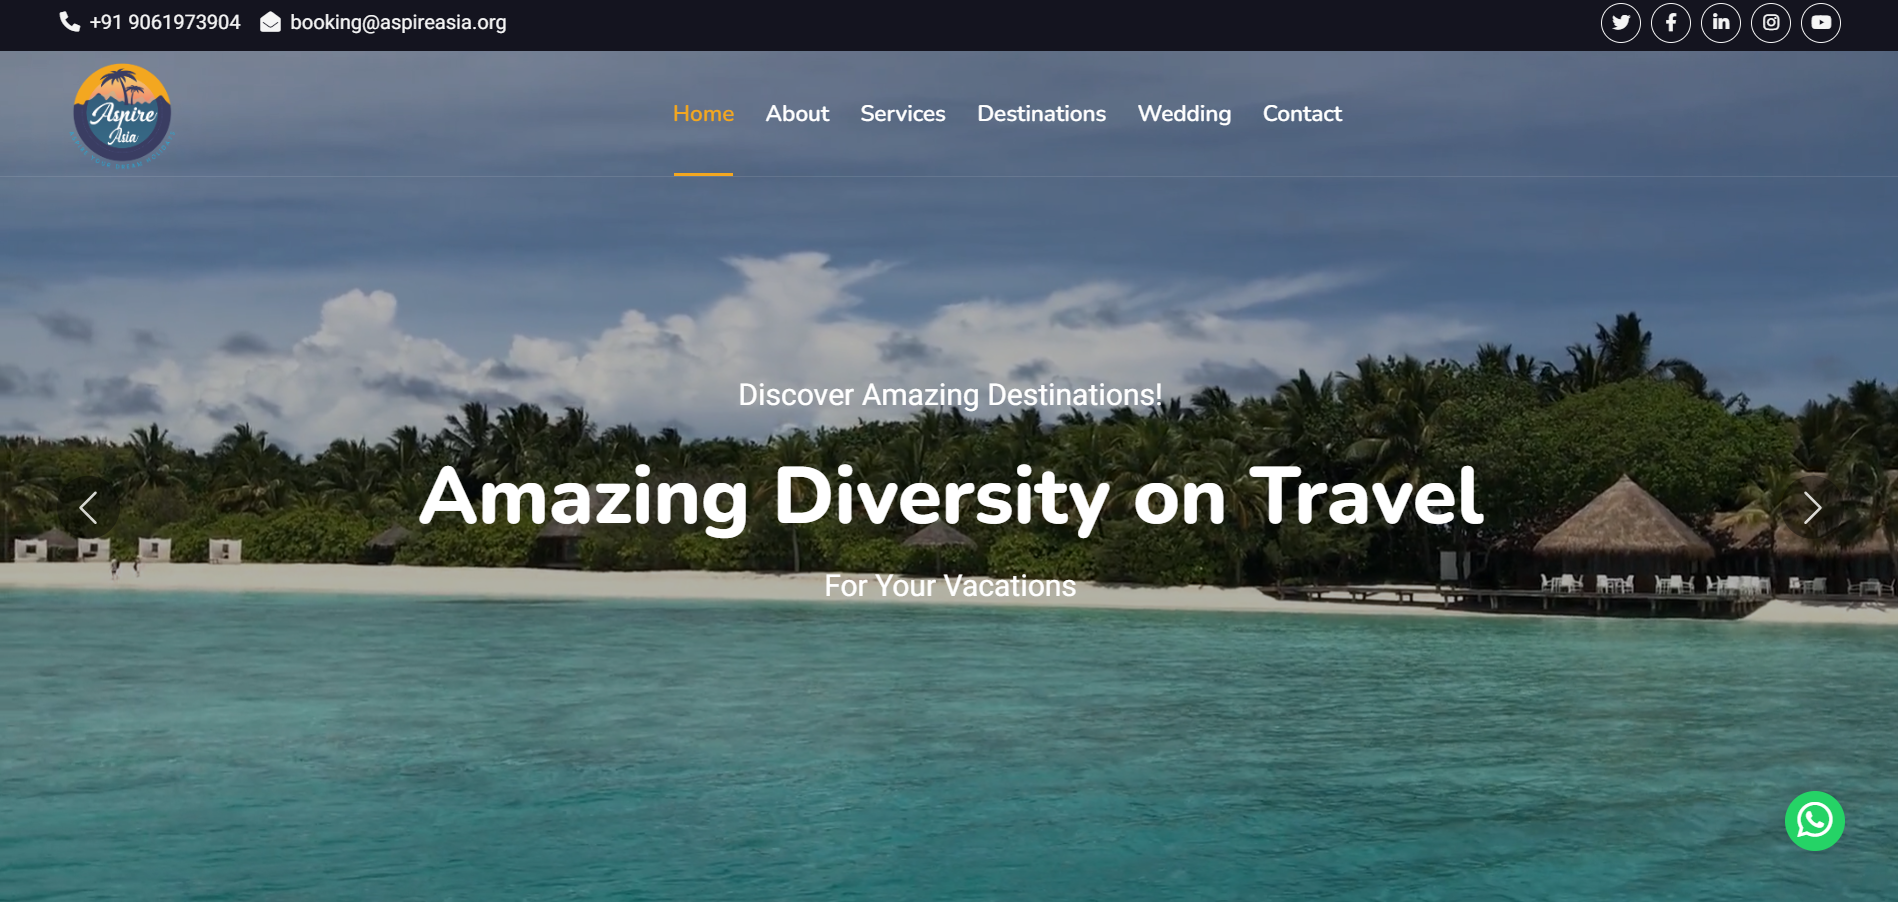 +91 9061973904 booking@aspireasia.org
Aspire
Asia
Home About Services Destinations Wedding Contact
Discover Amazing Destinations!
Amazing Diversity on Travel
For Your Vacations